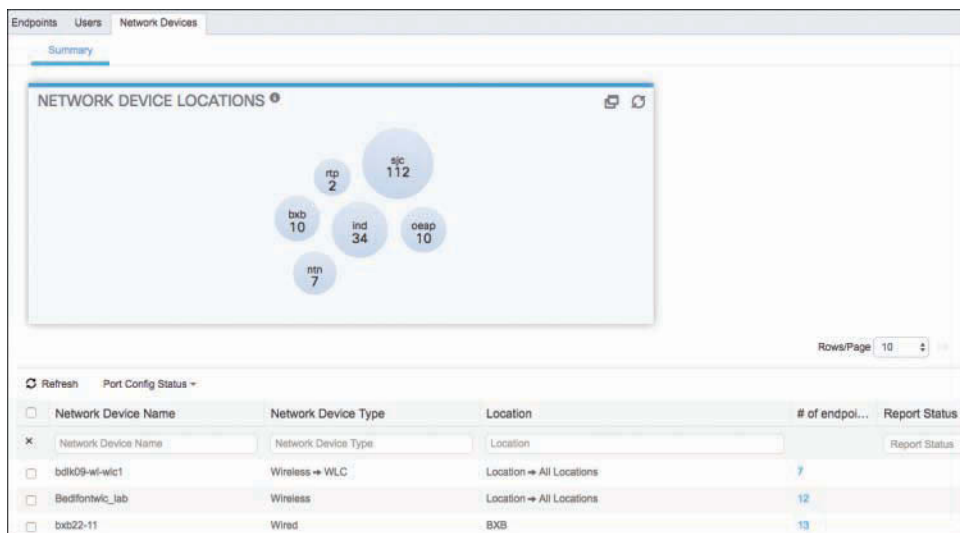 Endpoints Users Network Devices
Summary
NETWORK DEVICE LOCATIONS
sjc
112
rtp
2
bxb
10
ind
34
oeap
10
ntn
7
Rows/Page 10
Refresh Port Config Status
Network Device Name Network Device Type Location # of endpoi... Report Status
× Network Device Name Network Device Type Location Report Status
bdlk09-wl-wlc1 Wireless → WLC Location → All Locations 7
Bedfontwlc_lab Wireless Location → All Locations 12
bxb22-11 Wired BXB 13